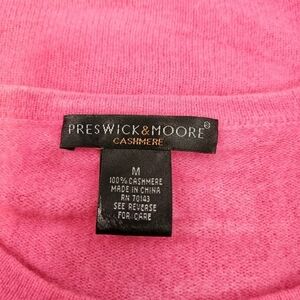 PRESWICK&MOORE®
CASHMERE
M
100% CASHMERE
MADE IN CHINA
RN 70143
SEE REVERSE
FOR CARE